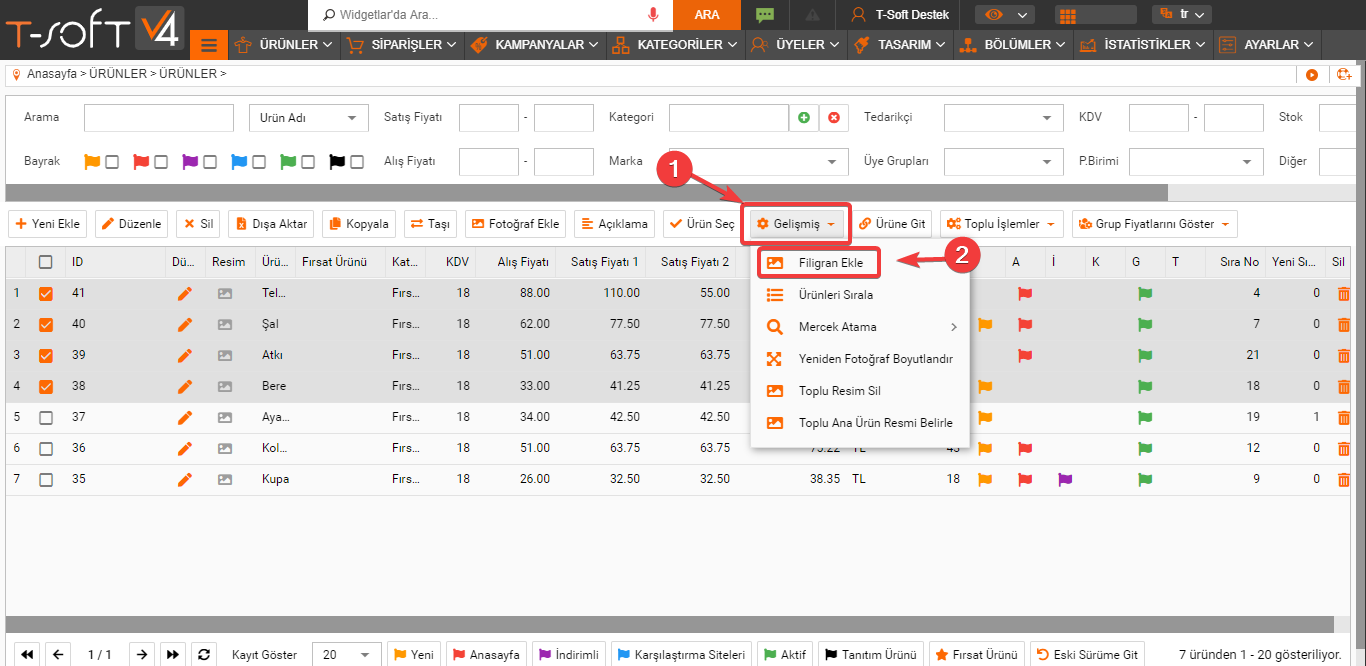 T-SOFT V4
Widgetlar'da Ara... ARA T-Soft Destek tr
ÜRÜNLER SİPARİŞLER KAMPANYALAR KATEGORİLER ÜYELER TASARIM BÖLÜMLER İSTATİSTİKLER AYARLAR
Anasayfa > ÜRÜNLER > ÜRÜNLER >
Arama Ürün Adı Satış Fiyatı - Kategori Tedarikçi KDV - Stok
Bayrak Alış Fiyatı - Marka Üye Grupları P.Birimi Diğer
1
Yeni Ekle Düzenle Sil Dışa Aktar Kopyala Taşı Fotoğraf Ekle Açıklama Ürün Seç Gelişmiş Ürüne Git Toplu İşlemler Grup Fiyatlarını Göster
ID Dü... Resim Ürü... Fırsat Ürünü Kat... KDV Alış Fiyatı Satış Fiyatı 1 Satış Fiyatı 2 A İ K G T Sıra No Yeni Sı... Sil
Filigran Ekle 2
Ürünleri Sırala
Mercek Atama
Yeniden Fotoğraf Boyutlandır
Toplu Resim Sil
Toplu Ana Ürün Resmi Belirle
1 41 Tel... Fırs... 18 88.00 110.00 55.00 4 0
2 40 Şal Fırs... 18 62.00 77.50 77.50 7 0
3 39 Atkı Fırs... 18 51.00 63.75 63.75 21 0
4 38 Bere Fırs... 18 33.00 41.25 41.25 18 0
5 37 Aya... Fırs... 18 34.00 42.50 42.50 19 1
6 36 Kol... Fırs... 18 51.00 63.75 63.75 75.22 TL 45 12 0
7 35 Kupa Fırs... 18 26.00 32.50 32.50 38.35 TL 18 9 0
1 / 1 Kayıt Göster 20 Yeni Anasayfa İndirimli Karşılaştırma Siteleri Aktif Tanıtım Ürünü Fırsat Ürünü Eski Sürüme Git 7 üründen 1 - 20 gösteriliyor.